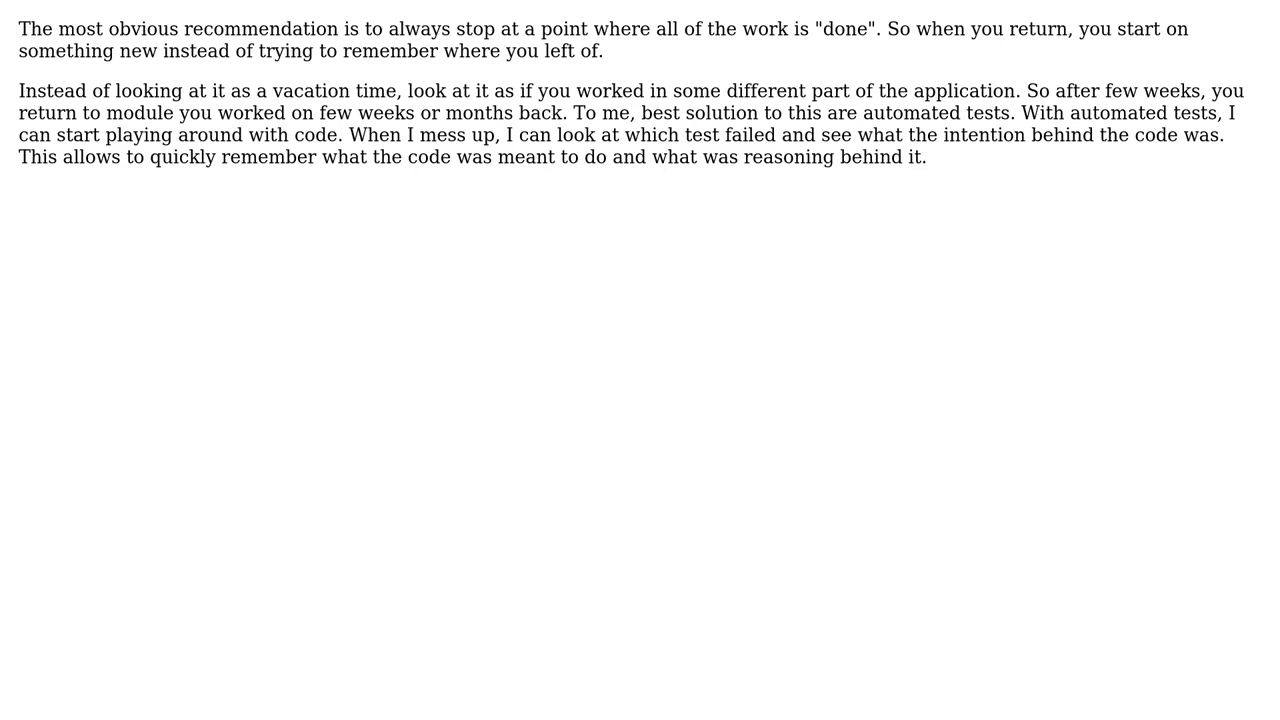 The most obvious recommendation is to always stop at a point where all of the work is "done". So when you return, you start on
something new instead of trying to remember where you left of.
Instead of looking at it as a vacation time, look at it as if you worked in some different part of the application. So after few weeks, you
return to module you worked on few weeks or months back. To me, best solution to this are automated tests. With automated tests, I
can start playing around with code. When I mess up, I can look at which test failed and see what the intention behind the code was.
This allows to quickly remember what the code was meant to do and what was reasoning behind it.